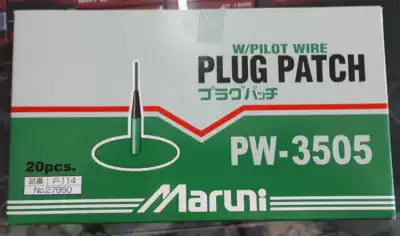 W/PILOT WIRE
PLUG PATCH
プラグパッチ
PW-3505
20pcs.
品番 P-114
No.27950
Maruni